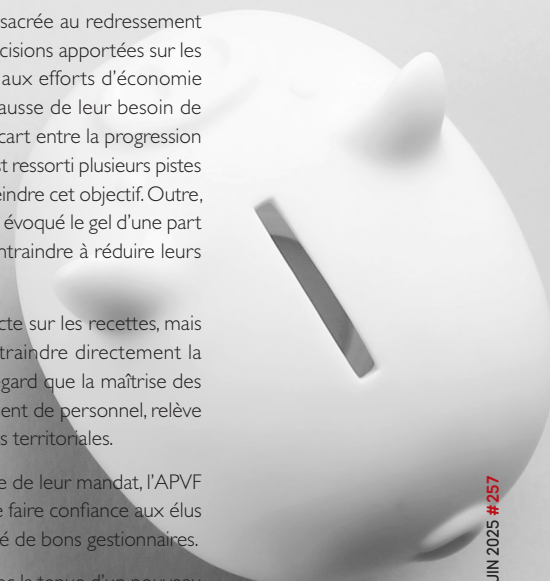 sacrée au redressement
cisions apportées sur les
aux efforts d'économie
ausse de leur besoin de
cart entre la progression
st ressorti plusieurs pistes
eindre cet objectif. Outre,
évoqué le gel d'une part
ntraindre à réduire leurs
cte sur les recettes, mais
traindre directement la
egard que la maîtrise des
ent de personnel, relève
s territoriales.
e de leur mandat, l'APVF
e faire confiance aux élus
é de bons gestionnaires.
UIN 2025 #257